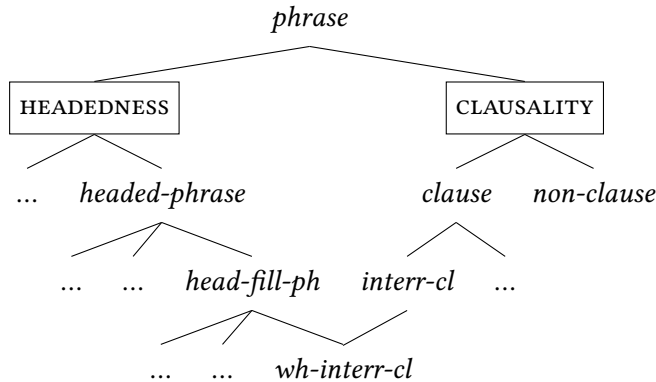 phrase
HEADEDNESS CLAUSALITY
... headed-phrase clause non-clause
... ... head-fill-ph interr-cl ...
... ... wh-interr-cl